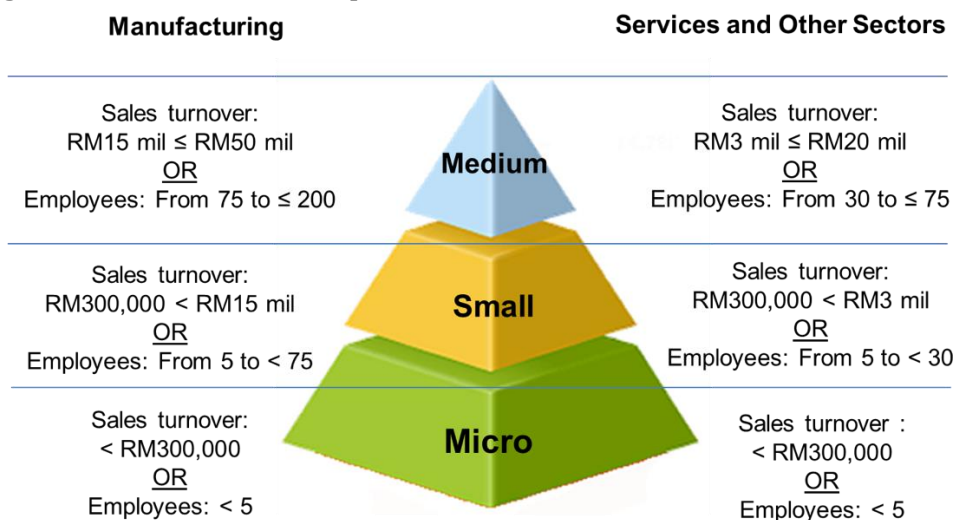 Manufacturing
Services and Other Sectors
Sales turnover:
RM15 mil ≤ RM50 mil
OR
Employees: From 75 to ≤ 200
Medium
Sales turnover:
RM3 mil ≤ RM20 mil
OR
Employees: From 30 to ≤ 75
Sales turnover:
RM300,000 < RM15 mil
OR
Employees: From 5 to < 75
Small
Sales turnover:
RM300,000 < RM3 mil
OR
Employees: From 5 to < 30
Sales turnover:
< RM300,000
OR
Employees: < 5
Micro
Sales turnover :
< RM300,000
OR
Employees: < 5